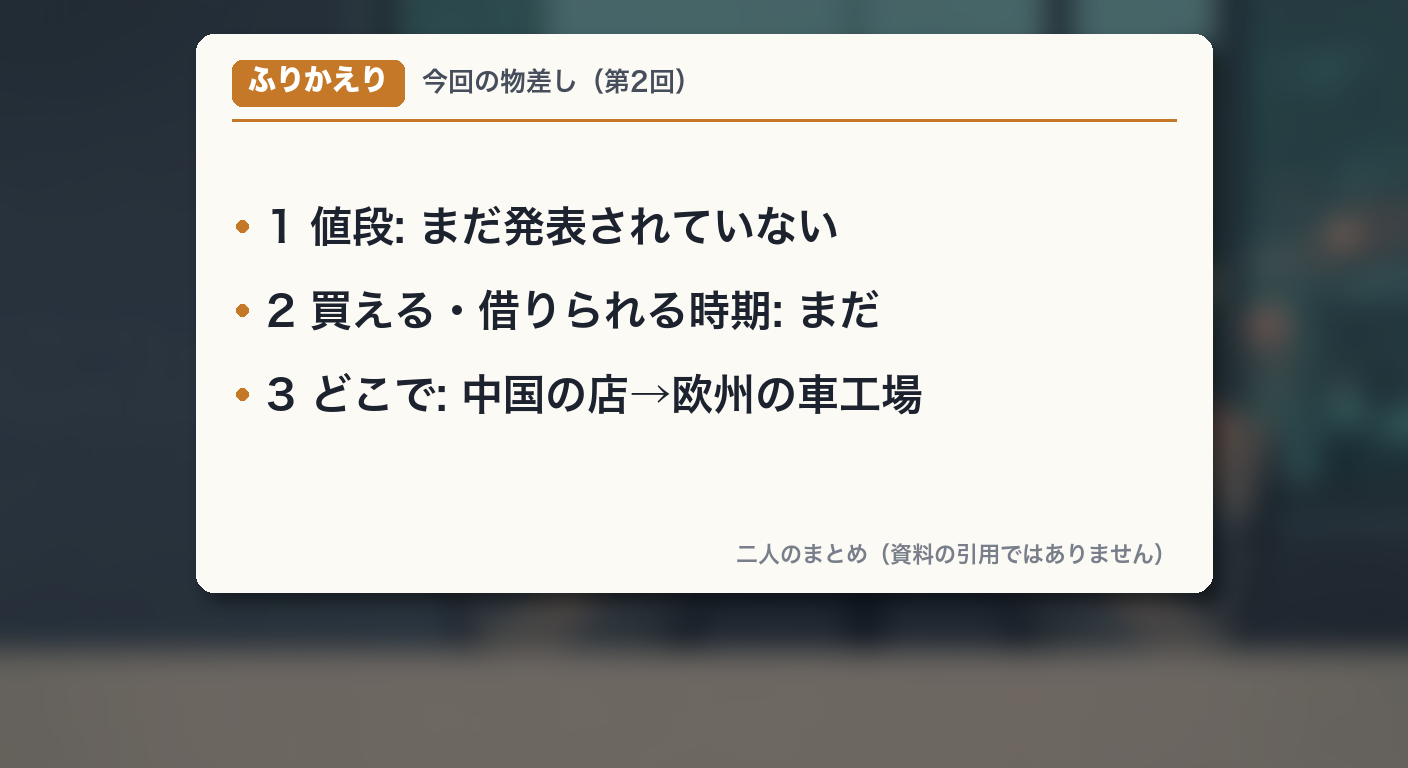 ふりかえり 今回の物差し（第2回）
• 1 値段: まだ発表されていない
• 2 買える・借りられる時期: まだ
• 3 どこで: 中国の店→欧州の車工場
二人のまとめ（資料の引用ではありません）